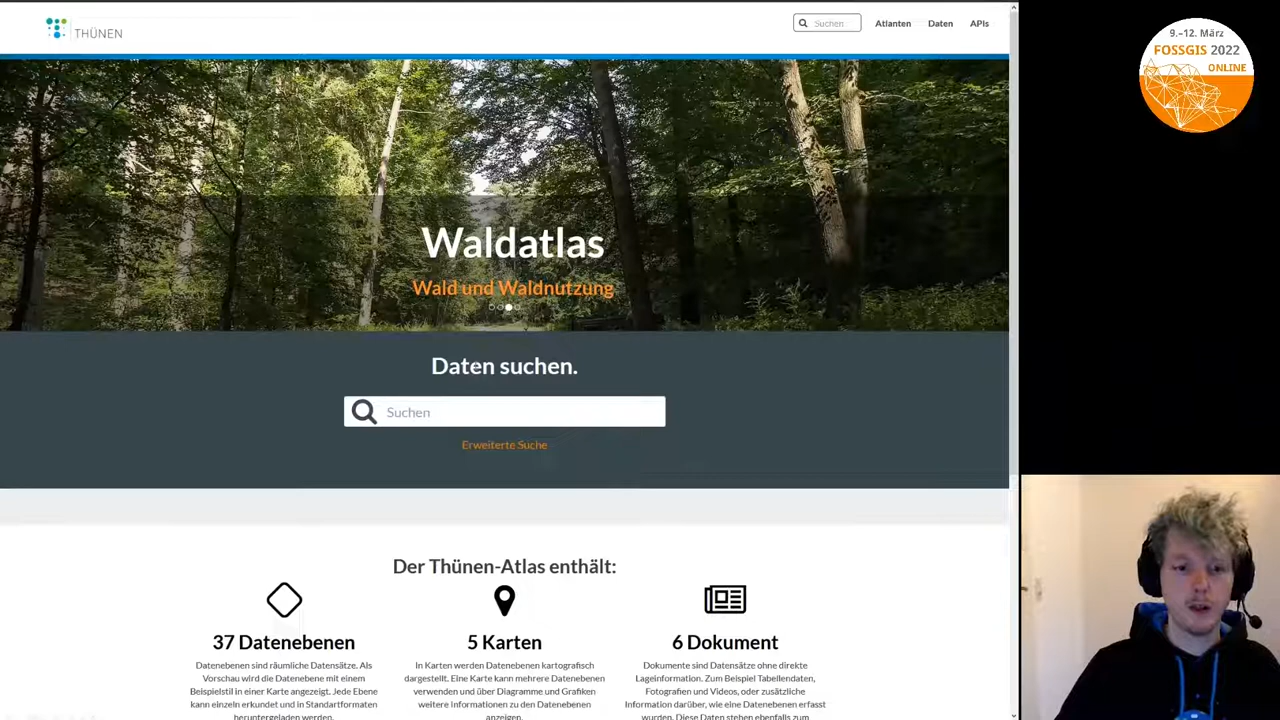 THÜNEN
Suchen
Atlanten
Daten
APIs
9.–12. März
FOSSGIS 2022
ONLINE
Waldatlas
Wald und Waldnutzung
Daten suchen.
Suchen
Erweiterte Suche
Der Thünen-Atlas enthält:
37 Datenebenen
Datenebenen sind räumliche Datensätze. Als
Vorschau wird die Datenebene mit einem
Beispielstil in einer Karte angezeigt. Jede Ebene
kann einzeln erkundet und in Standartformaten
heruntergeladen werden.
5 Karten
In Karten werden Datenebenen kartografisch
dargestellt. Eine Karte kann mehrere Datenebenen
verwenden und über Diagramme und Grafiken
weitere Informationen zu den Datenebenen
anzeigen.
6 Dokument
Dokumente sind Datensätze ohne direkte
Lageinformation. Zum Beispiel Tabellendaten,
Fotografien und Videos, oder zusätzliche
Information darüber, wie eine Datenebenen erfasst
wurden. Diese Daten stehen ebenfalls zum